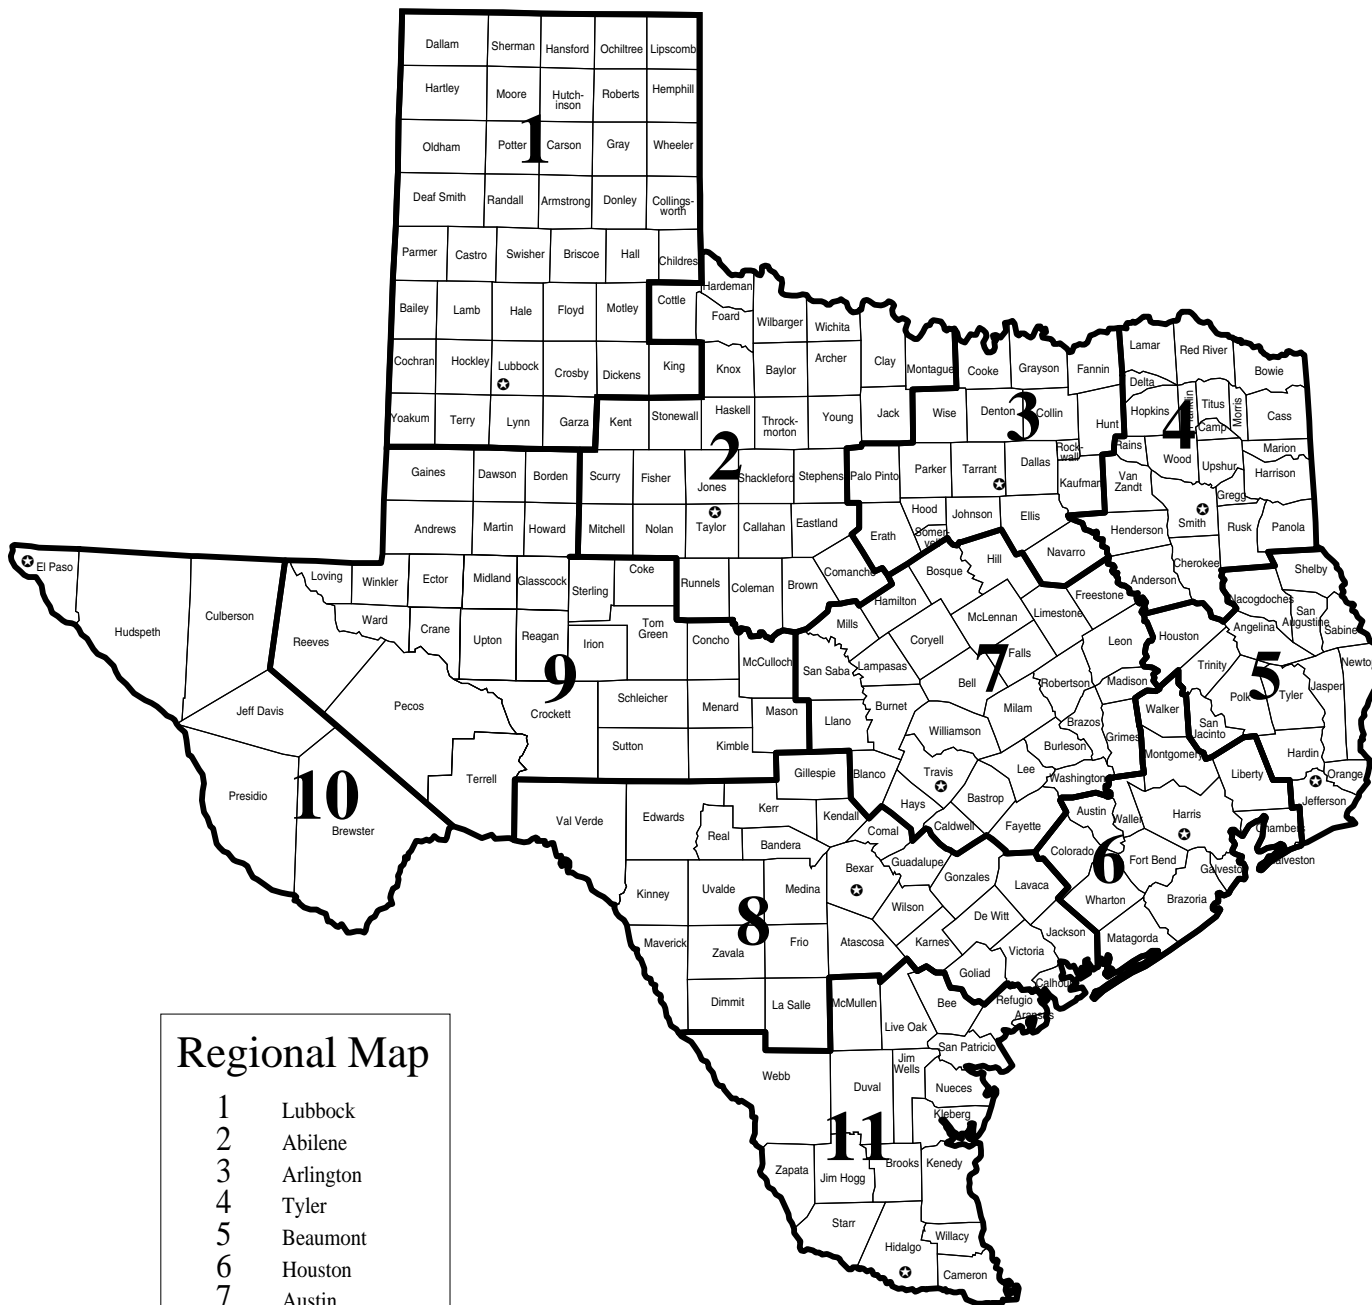 Dallam Sherman Hansford Ochiltree Lipscomb
Hartley Moore Hutch-
inson Roberts Hemphill
1
Oldham Potter Carson Gray Wheeler
Deaf Smith Randall Armstrong Donley Collings-
worth
Parmer Castro Swisher Briscoe Hall Childres
Hardeman
Bailey Lamb Hale Floyd Motley Cottle Foard Wilbarger Wichita
Cochran Hockley Lubbock Crosby Dickens King Knox Baylor Archer Clay Montague Cooke Grayson Fannin Lamar Red River Bowie
Yoakum Terry Lynn Garza Kent Stonewall Haskell Throck-
morton Young Jack Wise Denton Collin Hunt Delta Hopkins Franklin Titus Camp Morris Cass
2
3
4
Gaines Dawson Borden Scurry Fisher Jones Shackleford Stephens Palo Pinto Parker Tarrant Dallas Rock-
wall Kaufman Rains Van
Zandt Wood Upshur Marion Harrison
Gregg
Andrews Martin Howard Mitchell Nolan Taylor Callahan Eastland Erath Hood Somer-
vell Johnson Ellis Henderson Smith Rusk Panola
El Paso Hudspeth Culberson Loving Winkler Ector Midland Glasscock Sterling Coke Runnels Coleman Brown Comanche Hamilton Bosque Hill Navarro Freestone Anderson Cherokee Nacogdoches Shelby
Reeves Ward Crane Upton Reagan Irion Tom
Green Concho McCulloch San Saba Mills Lampasas Coryell McLennan Limestone Falls Leon Houston Angelina San
Augustine Sabine
Trinity Newto
9
7
5
Jeff Davis Pecos Crockett Schleicher Menard Mason Llano Burnet Bell Milam Robertson Madison Walker Polk Tyler Jasper
Sutton Kimble Williamson Brazos Grimes San
Jacinto
Burleson Montgomery Hardin
10
Presidio Brewster Terrell Gillespie Blanco Travis Lee Washington Liberty Orange
Jefferson
Val Verde Edwards Real Kerr Kendall Hays Bastrop Austin Waller Harris Chambers
Bandera Comal Caldwell Fayette Colorado Fort Bend Galveston Galveston
6
Kinney Uvalde Medina Bexar Guadalupe Gonzales Lavaca Wharton Brazoria
8
Maverick Zavala Frio Atascosa Wilson Karnes De Witt Jackson Matagorda
Victoria
Goliad Calhoun
Dimmit La Salle McMullen Live Oak Bee Refugio Aransas
San Patricio
Webb Duval Jim
Wells Nueces
Kleberg
11
Zapata Jim Hogg Brooks Kenedy
Starr Hidalgo Willacy
Cameron
Regional Map
1 Lubbock
2 Abilene
3 Arlington
4 Tyler
5 Beaumont
6 Houston
7 Austin